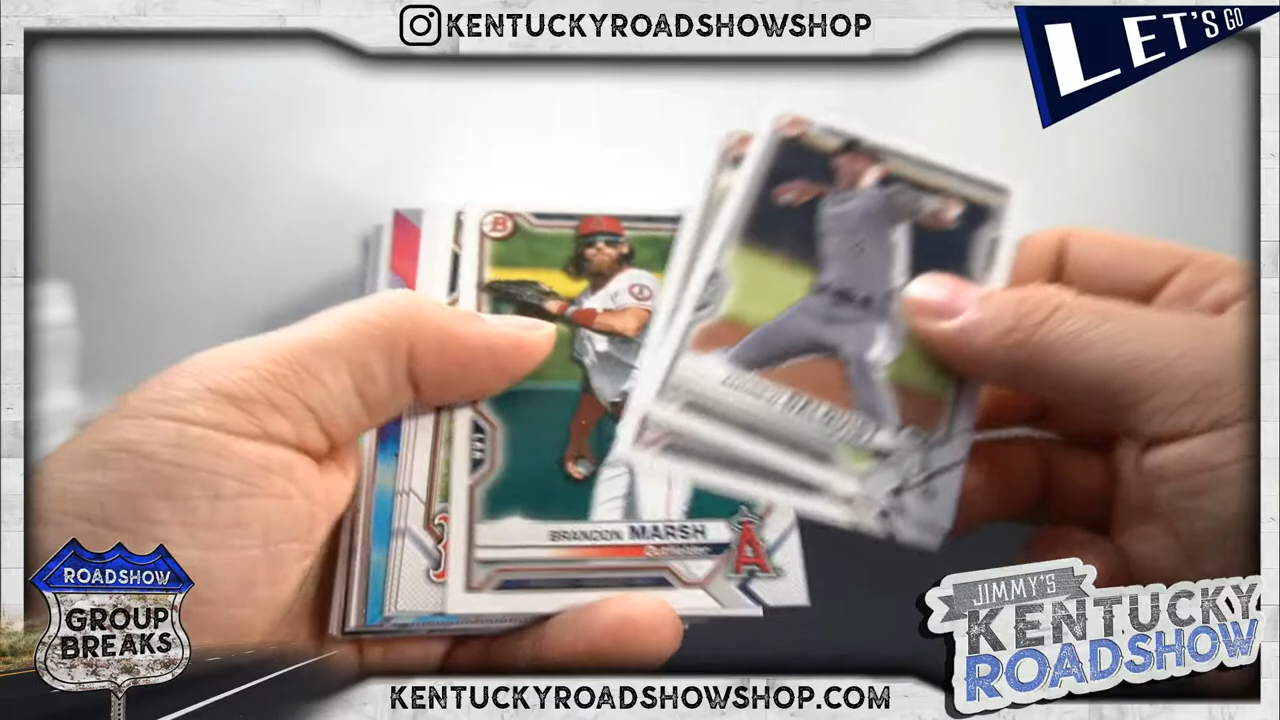 KENTUCKYROADSHOWSHOP
LET'S GO
B
BRANDON MARSH
Outfielder
A
ROADSHOW
GROUP
BREAKS
JIMMY'S
KENTUCKY
ROADSHOW
KENTUCKYROADSHOWSHOP.COM